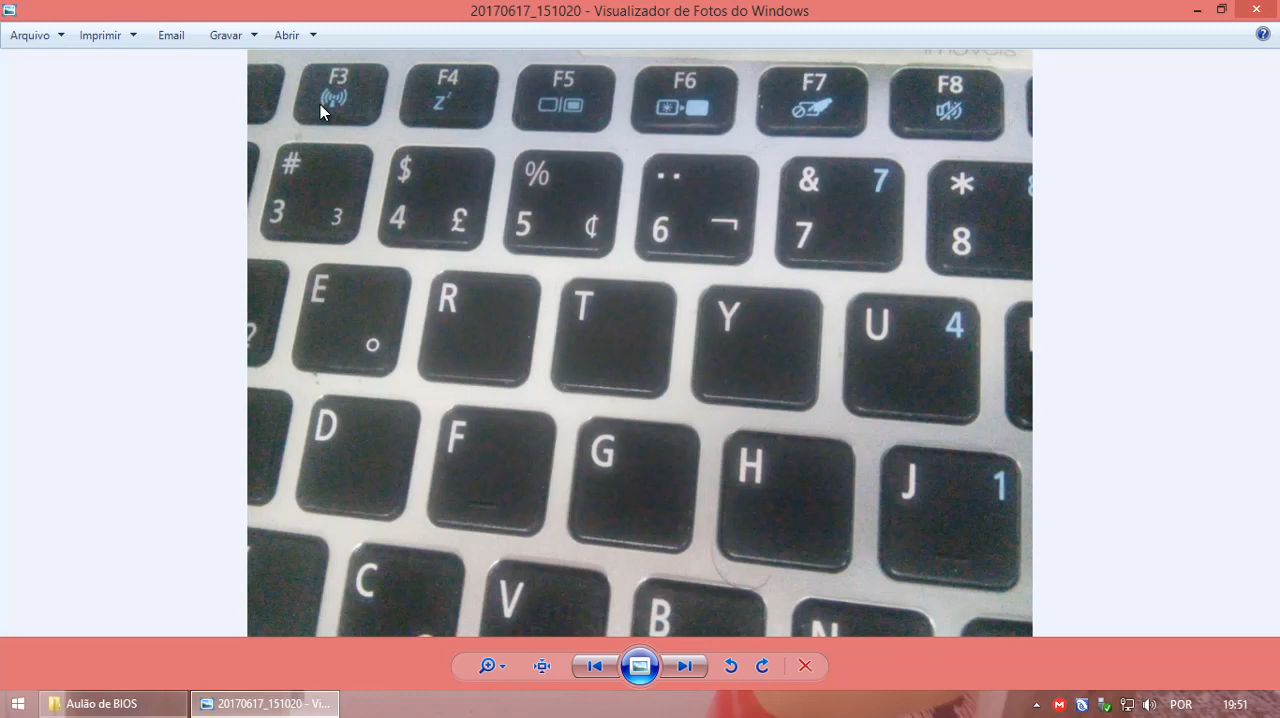 20170617_151020 - Visualizador de Fotos do Windows
Arquivo Imprimir Email Gravar Abrir
F3 F4 F5 F6 F7 F8
Zz
# $ % ¨ & 7 *
3 3 4 £ 5 ¢ 6 ¬ 7 8
E R T Y U 4
?
D F G H J 1
C V B N
Aulão de BIOS
20170617_151020 - Vi...
POR
19:51